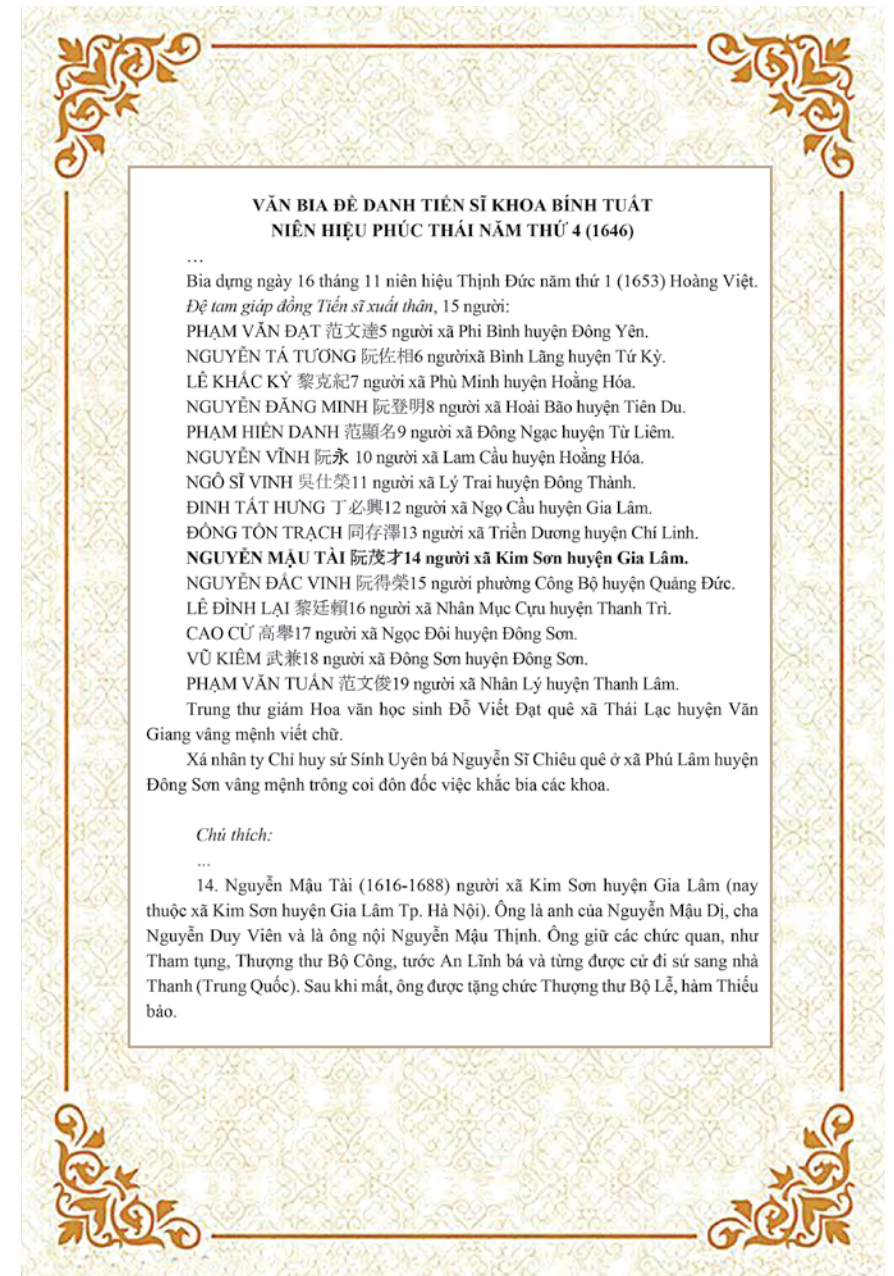 VĂN BIA ĐỀ DANH TIẾN SĨ KHOA BÍNH TUẤT
NIÊN HIỆU PHÚC THÁI NĂM THỨ 4 (1646)
…
Bia dựng ngày 16 tháng 11 niên hiệu Thịnh Đức năm thứ 1 (1653) Hoàng Việt.
Đệ tam giáp đồng Tiến sĩ xuất thân, 15 người:
PHẠM VĂN ĐẠT 范文達5 người xã Phi Bình huyện Đông Yên.
NGUYỄN TÁ TƯƠNG 阮佐相6 ngườixã Bình Lãng huyện Tứ Kỳ.
LÊ KHẮC KỶ 黎克紀7 người xã Phù Minh huyện Hoằng Hóa.
NGUYỄN ĐĂNG MINH 阮登明8 người xã Hoài Bão huyện Tiên Du.
PHẠM HIỂN DANH 范顯名9 người xã Đông Ngạc huyện Từ Liêm.
NGUYỄN VĨNH 阮永 10 người xã Lam Cầu huyện Hoằng Hóa.
NGÔ SĨ VINH 吳仕榮11 người xã Lý Trai huyện Đông Thành.
ĐINH TẤT HƯNG 丁必興12 người xã Ngọ Cầu huyện Gia Lâm.
ĐỒNG TỒN TRẠCH 同存澤13 người xã Triền Dương huyện Chí Linh.
NGUYỄN MẬU TÀI 阮茂才14 người xã Kim Sơn huyện Gia Lâm.
NGUYỄN ĐẮC VINH 阮得榮15 người phường Công Bộ huyện Quảng Đức.
LÊ ĐÌNH LẠI 黎廷賴16 người xã Nhân Mục Cựu huyện Thanh Trì.
CAO CỬ 高舉17 người xã Ngọc Đôi huyện Đông Sơn.
VŨ KIÊM 武兼18 người xã Đông Sơn huyện Đông Sơn.
PHẠM VĂN TUẤN 范文俊19 người xã Nhân Lý huyện Thanh Lâm.
Trung thư giám Hoa văn học sinh Đỗ Viết Đạt quê xã Thái Lạc huyện Văn
Giang vâng mệnh viết chữ.
Xá nhân ty Chỉ huy sứ Sính Uyên bá Nguyễn Sĩ Chiêu quê ở xã Phú Lâm huyện
Đông Sơn vâng mệnh trông coi đôn đốc việc khắc bia các khoa.
Chú thích:
...
14. Nguyễn Mậu Tài (1616-1688) người xã Kim Sơn huyện Gia Lâm (nay
thuộc xã Kim Sơn huyện Gia Lâm Tp. Hà Nội). Ông là anh của Nguyễn Mậu Dị, cha
Nguyễn Duy Viên và là ông nội Nguyễn Mậu Thịnh. Ông giữ các chức quan, như
Tham tụng, Thượng thư Bộ Công, tước An Lĩnh bá và từng được cử đi sứ sang nhà
Thanh (Trung Quốc). Sau khi mất, ông được tặng chức Thượng thư Bộ Lễ, hàm Thiếu
bảo.